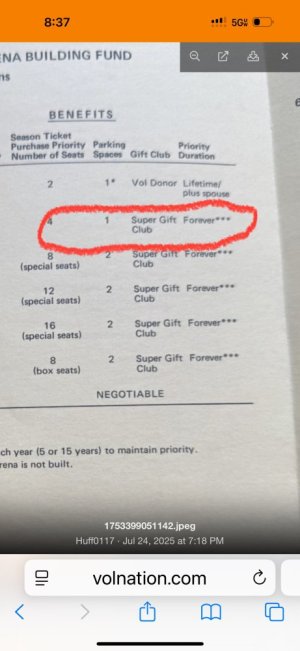 8:37
5G
ENA BUILDING FUND
ns
BENEFITS
Season Ticket
Purchase Priority Parking Priority
Number of Seats Spaces Gift Club Duration
2 1* Vol Donor Lifetime/
plus spouse
4 1 Super Gift Forever***
Club
8 2 Super Gift Forever***
(special seats) Club
12 2 Super Gift Forever***
(special seats) Club
16 2 Super Gift Forever***
(special seats) Club
8 2 Super Gift Forever***
(box seats) Club
NEGOTIABLE
ch year (5 or 15 years) to maintain priority.
rena is not built.
1753399051142.jpeg
Huff0117 · Jul 24, 2025 at 7:18 PM
volnation.com